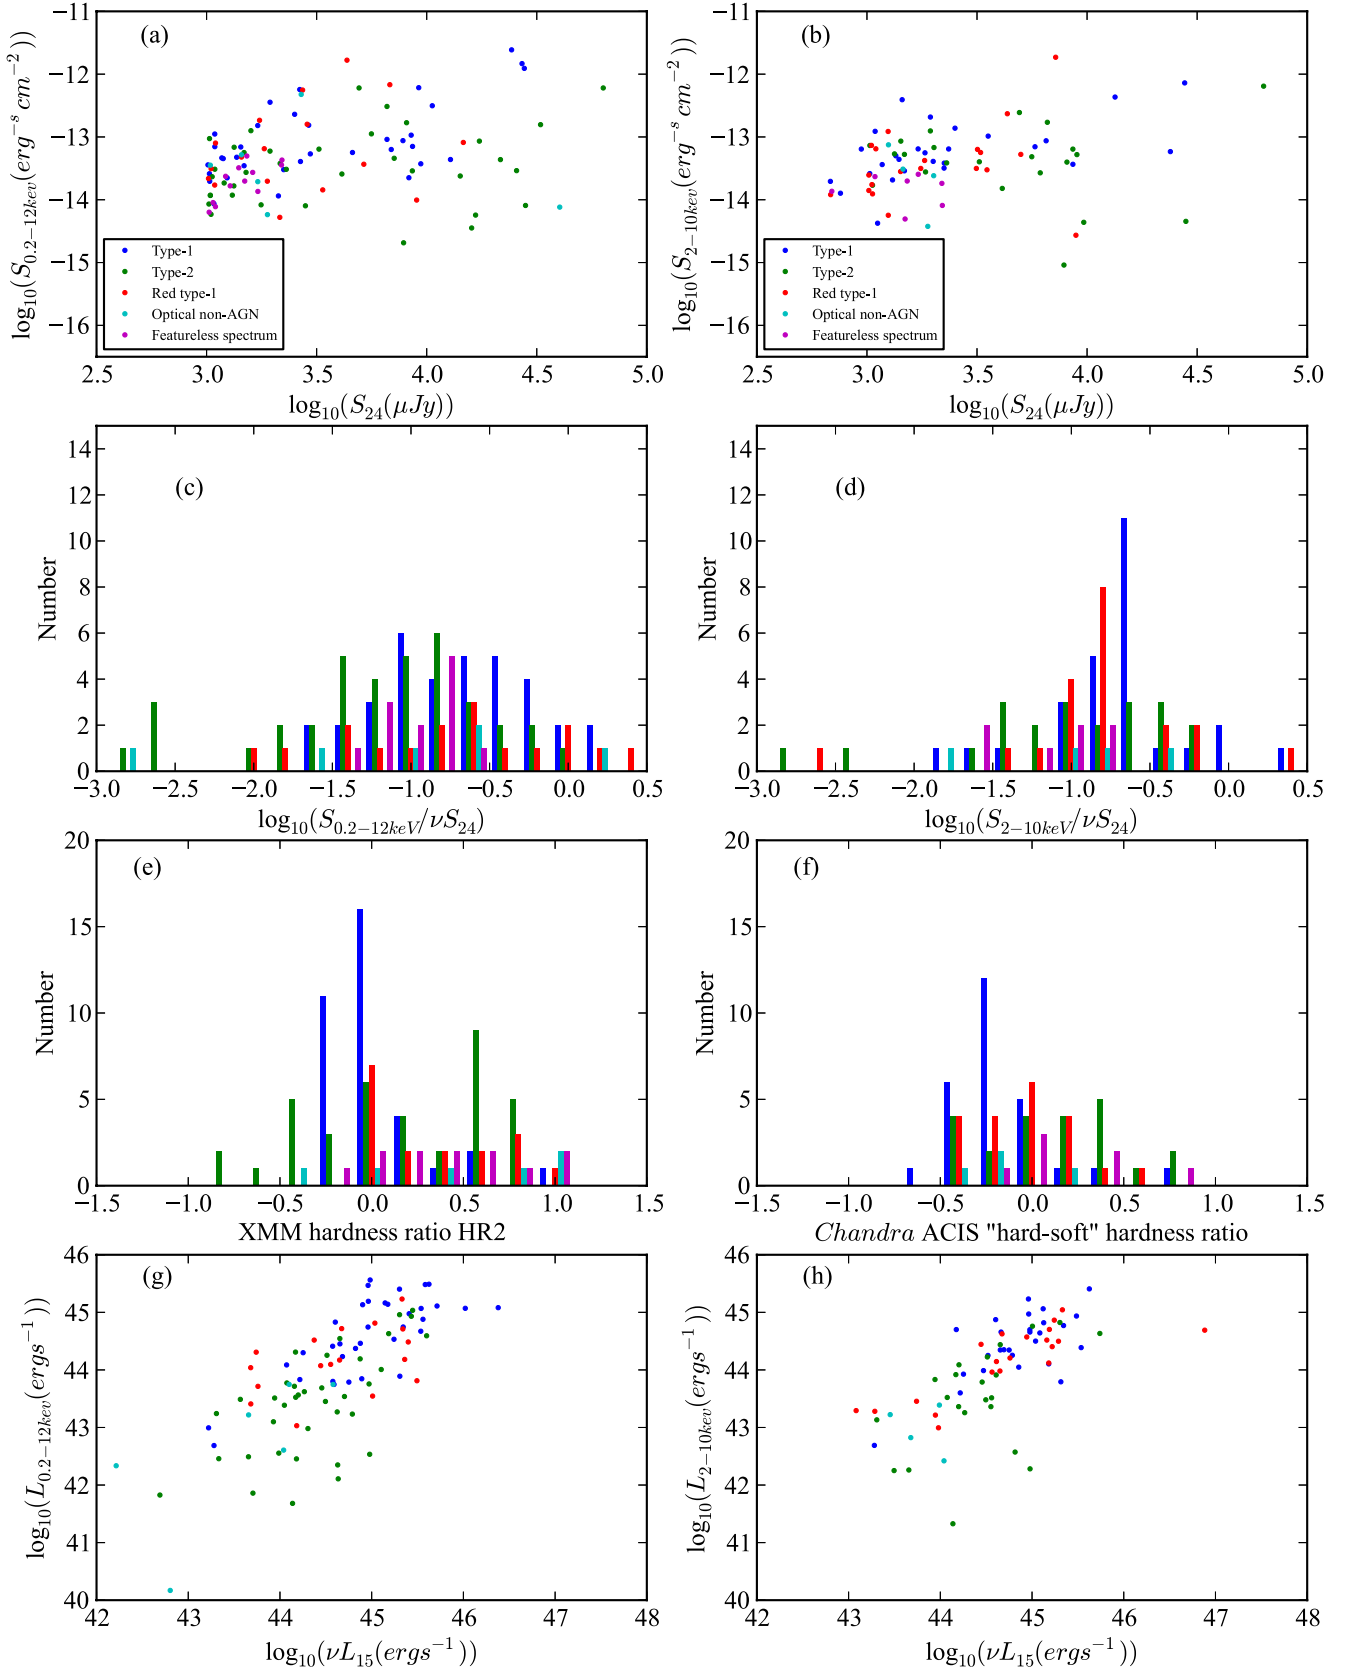 (a)
log₁₀(S₀.₂₋₁₂ₖₑᵥ(erg⁻ˢ cm⁻²))
−11
−12
−13
−14
−15
−16
Type-1
Type-2
Red type-1
Optical non-AGN
Featureless spectrum
2.5 3.0 3.5 4.0 4.5 5.0
log₁₀(S₂₄(μJy))
(b)
log₁₀(S₂₋₁₀ₖₑᵥ(erg⁻ˢ cm⁻²))
−11
−12
−13
−14
−15
−16
Type-1
Type-2
Red type-1
Optical non-AGN
Featureless spectrum
2.5 3.0 3.5 4.0 4.5 5.0
log₁₀(S₂₄(μJy))
(c)
Number
14
12
10
8
6
4
2
0
−3.0 −2.5 −2.0 −1.5 −1.0 −0.5 0.0 0.5
log₁₀(S₀.₂₋₁₂ₖₑV/νS₂₄)
(d)
Number
14
12
10
8
6
4
2
0
−3.0 −2.5 −2.0 −1.5 −1.0 −0.5 0.0 0.5
log₁₀(S₂₋₁₀ₖₑV/νS₂₄)
(e)
Number
20
15
10
5
0
−1.5 −1.0 −0.5 0.0 0.5 1.0 1.5
XMM hardness ratio HR2
(f)
Number
20
15
10
5
0
−1.5 −1.0 −0.5 0.0 0.5 1.0 1.5
Chandra ACIS "hard-soft" hardness ratio
(g)
log₁₀(L₀.₂₋₁₂ₖₑᵥ(ergs⁻¹))
46
45
44
43
42
41
40
42 43 44 45 46 47 48
log₁₀(νL₁₅(ergs⁻¹))
(h)
log₁₀(L₂₋₁₀ₖₑᵥ(ergs⁻¹))
46
45
44
43
42
41
40
42 43 44 45 46 47 48
log₁₀(νL₁₅(ergs⁻¹))